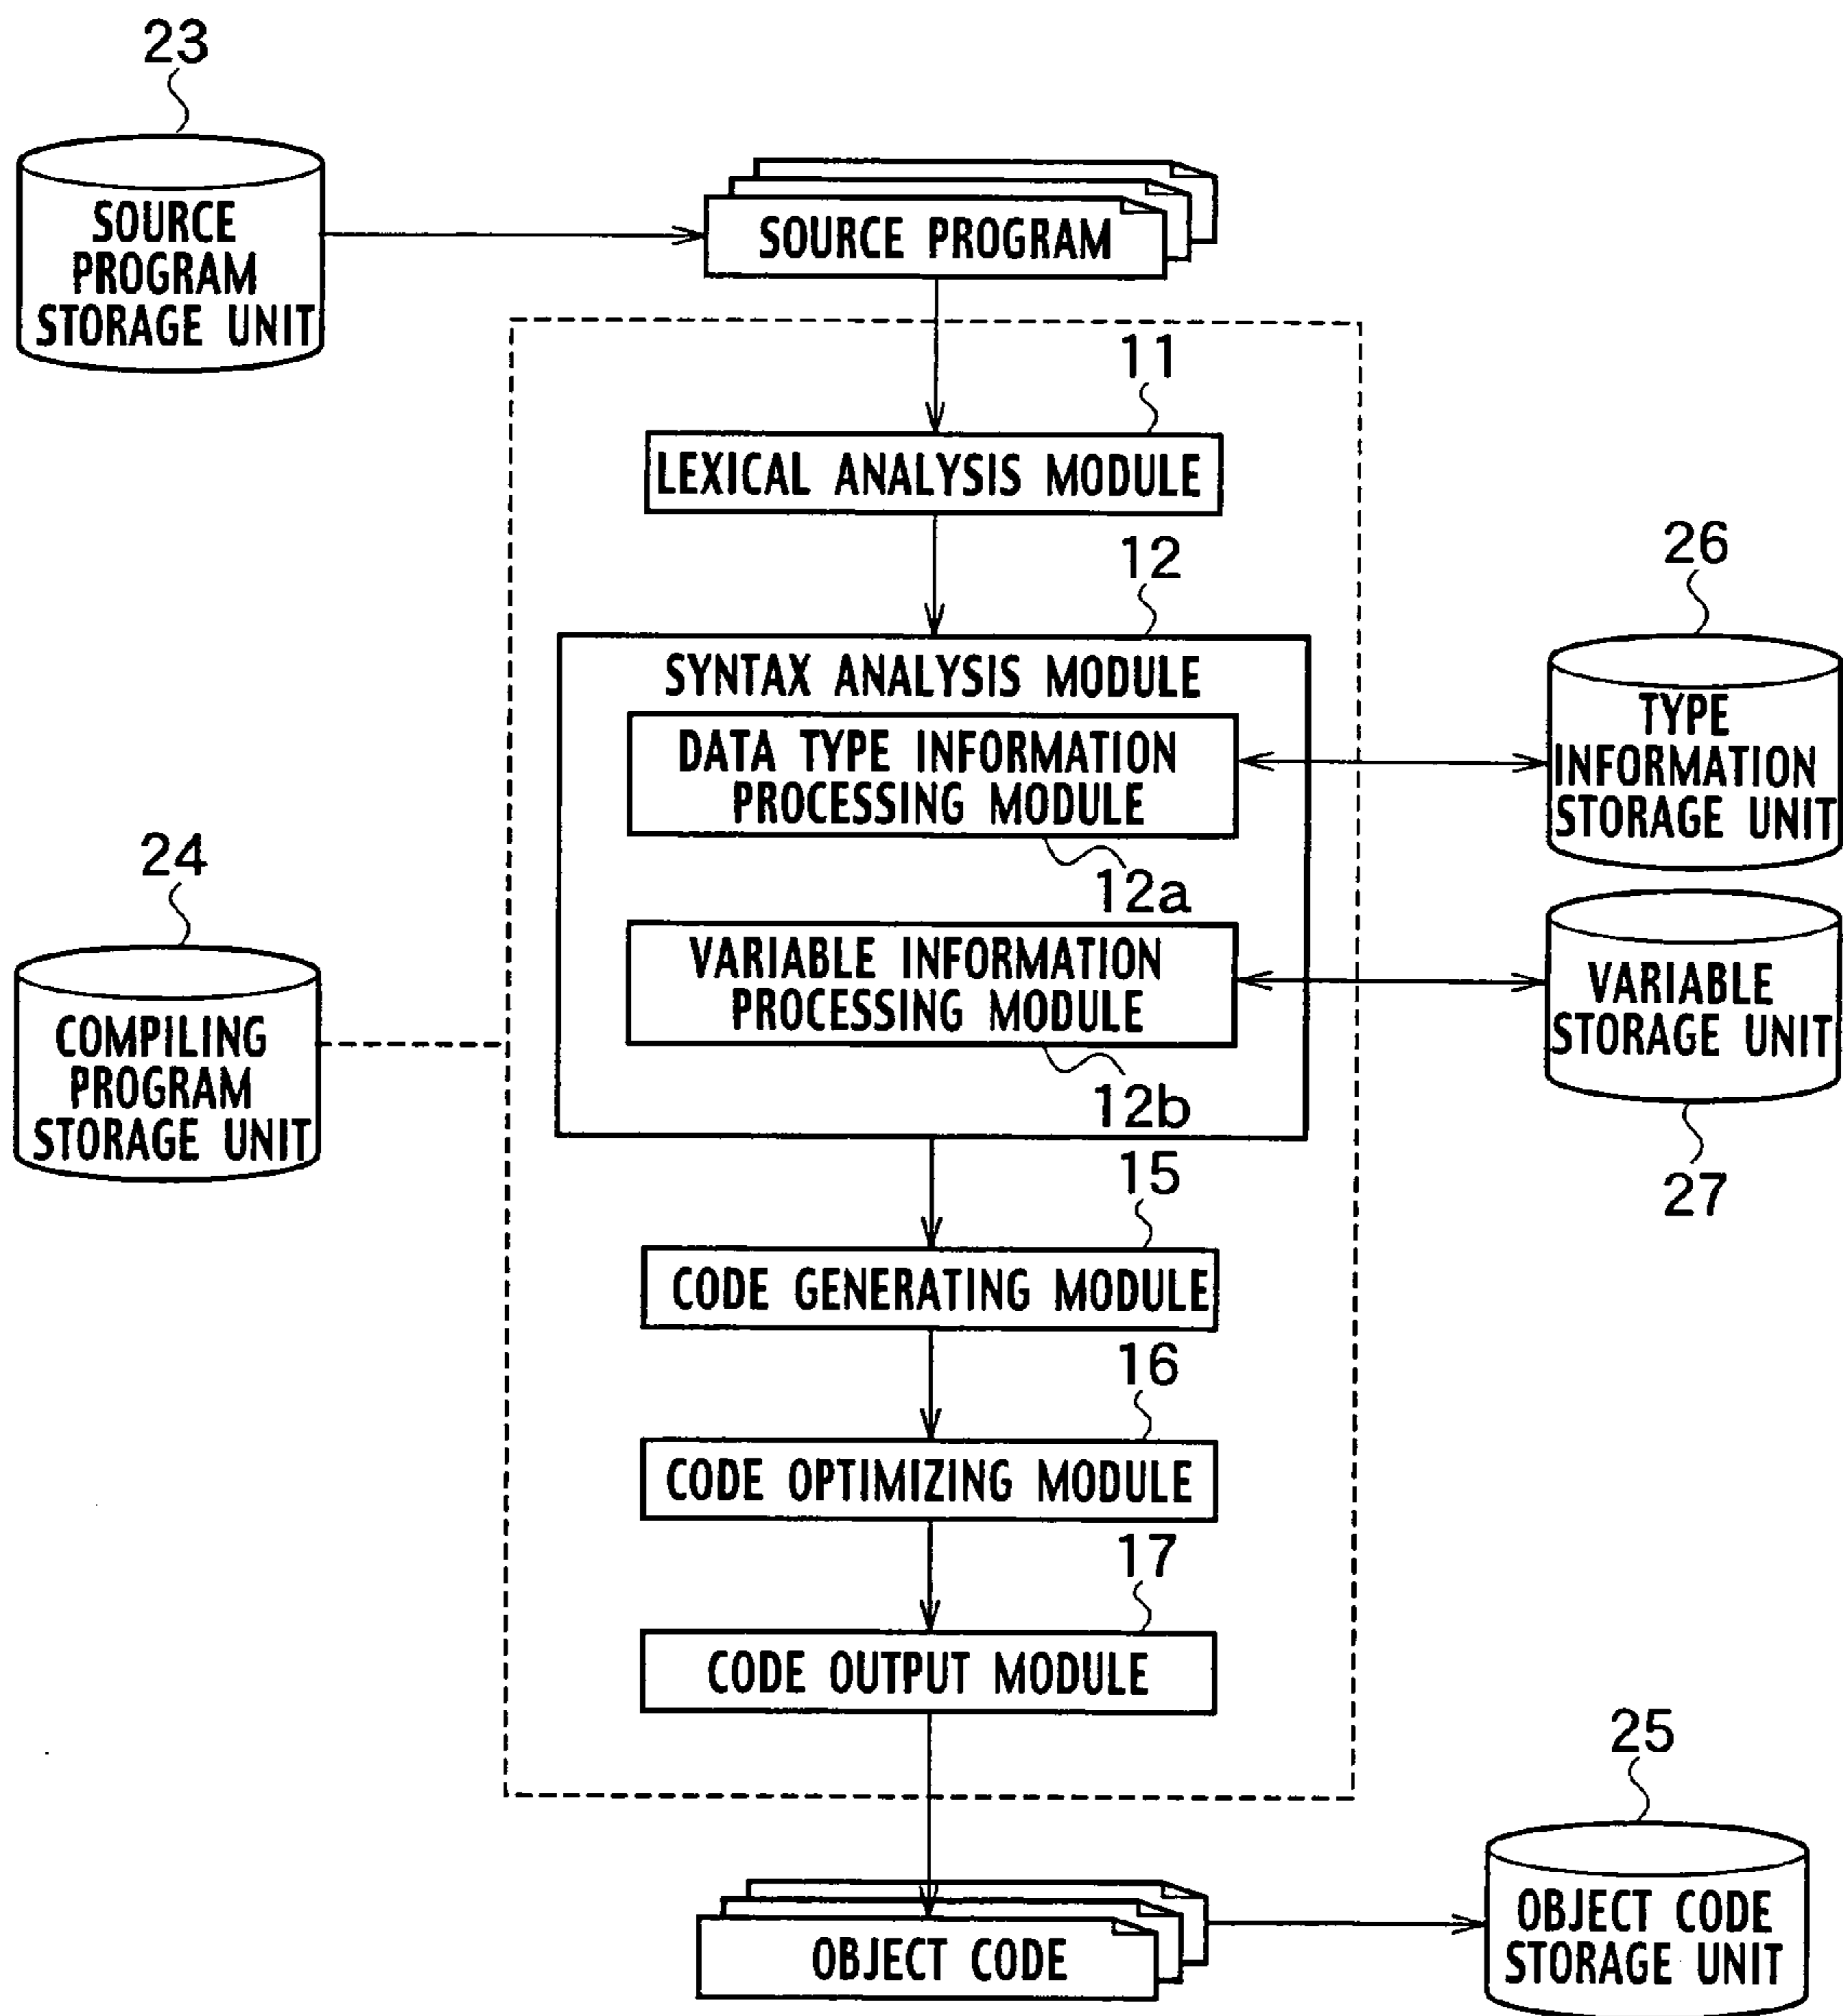 23
SOURCE
PROGRAM
STORAGE UNIT
SOURCE PROGRAM
11
LEXICAL ANALYSIS MODULE
12
SYNTAX ANALYSIS MODULE
DATA TYPE INFORMATION
PROCESSING MODULE
12a
VARIABLE INFORMATION
PROCESSING MODULE
12b
26
TYPE
INFORMATION
STORAGE UNIT
VARIABLE
STORAGE UNIT
27
24
COMPILING
PROGRAM
STORAGE UNIT
15
CODE GENERATING MODULE
16
CODE OPTIMIZING MODULE
17
CODE OUTPUT MODULE
OBJECT CODE
25
OBJECT CODE
STORAGE UNIT